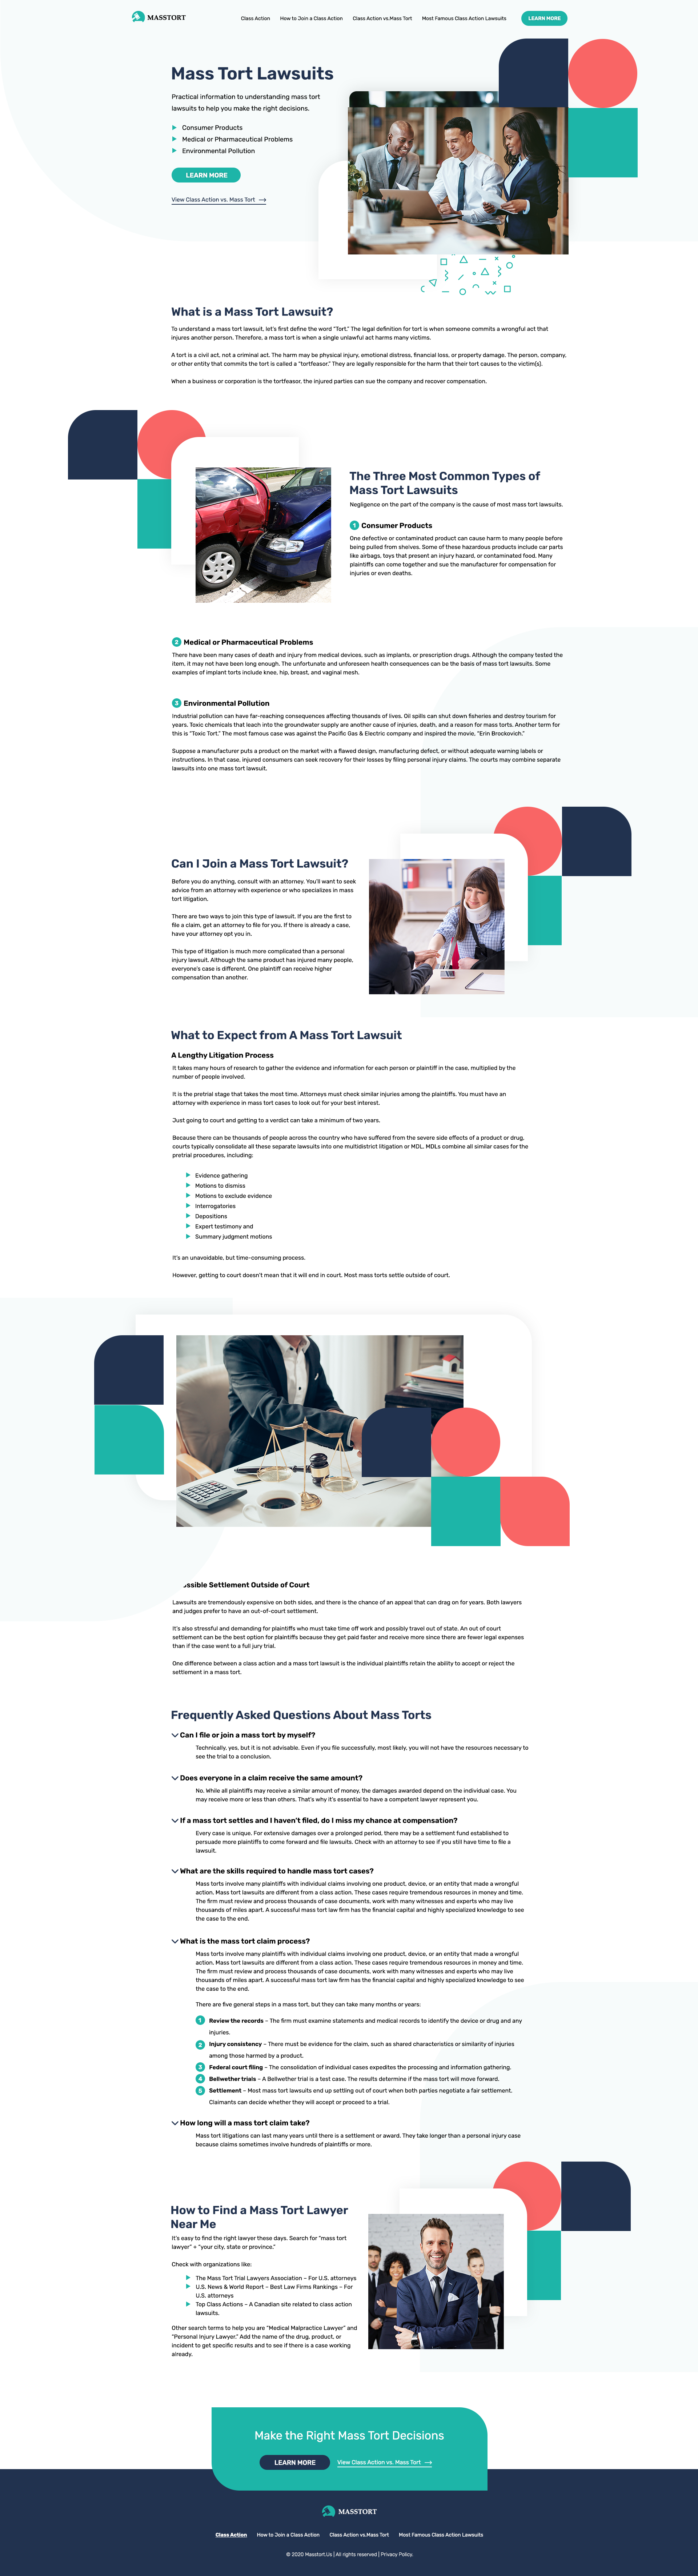 MASSTORT
Class Action
How to Join a Class Action
Class Action vs.Mass Tort
Most Famous Class Action Lawsuits
LEARN MORE
Mass Tort Lawsuits
Practical information to understanding mass tort
lawsuits to help you make the right decisions.
Consumer Products
Medical or Pharmaceutical Problems
Environmental Pollution
LEARN MORE
View Class Action vs. Mass Tort
What is a Mass Tort Lawsuit?
To understand a mass tort lawsuit, let's first define the word "Tort." The legal definition for tort is when someone commits a wrongful act that
injures another person. Therefore, a mass tort is when a single unlawful act harms many victims.
A tort is a civil act, not a criminal act. The harm may be physical injury, emotional distress, financial loss, or property damage. The person, company,
or other entity that commits the tort is called a "tortfeasor." They are legally responsible for the harm that their tort causes to the victim(s).
When a business or corporation is the tortfeasor, the injured parties can sue the company and recover compensation.
The Three Most Common Types of
Mass Tort Lawsuits
Negligence on the part of the company is the cause of most mass tort lawsuits.
1 Consumer Products
One defective or contaminated product can cause harm to many people before
being pulled from shelves. Some of these hazardous products include car parts
like airbags, toys that present an injury hazard, or contaminated food. Many
plaintiffs can come together and sue the manufacturer for compensation for
injuries or even deaths.
2 Medical or Pharmaceutical Problems
There have been many cases of death and injury from medical devices, such as implants, or prescription drugs. Although the company tested the
item, it may not have been long enough. The unfortunate and unforeseen health consequences can be the basis of mass tort lawsuits. Some
examples of implant torts include knee, hip, breast, and vaginal mesh.
3 Environmental Pollution
Industrial pollution can have far-reaching consequences affecting thousands of lives. Oil spills can shut down fisheries and destroy tourism for
years. Toxic chemicals that leach into the groundwater supply are another cause of injuries, death, and a reason for mass torts. Another term for
this is "Toxic Tort." The most famous case was against the Pacific Gas & Electric company and inspired the movie, "Erin Brockovich."
Suppose a manufacturer puts a product on the market with a flawed design, manufacturing defect, or without adequate warning labels or
instructions. In that case, injured consumers can seek recovery for their losses by filing personal injury claims. The courts may combine separate
lawsuits into one mass tort lawsuit.
Can I Join a Mass Tort Lawsuit?
Before you do anything, consult with an attorney. You'll want to seek
advice from an attorney with experience or who specializes in mass
tort litigation.
There are two ways to join this type of lawsuit. If you are the first to
file a claim, get an attorney to file for you. If there is already a case,
have your attorney opt you in.
This type of litigation is much more complicated than a personal
injury lawsuit. Although the same product has injured many people,
everyone's case is different. One plaintiff can receive higher
compensation than another.
What to Expect from A Mass Tort Lawsuit
A Lengthy Litigation Process
It takes many hours of research to gather the evidence and information for each person or plaintiff in the case, multiplied by the
number of people involved.
It is the pretrial stage that takes the most time. Attorneys must check similar injuries among the plaintiffs. You must have an
attorney with experience in mass tort cases to look out for your best interest.
Just going to court and getting to a verdict can take a minimum of two years.
Because there can be thousands of people across the country who have suffered from the severe side effects of a product or drug,
courts typically consolidate all these separate lawsuits into one multidistrict litigation or MDL. MDLs combine all similar cases for the
pretrial procedures, including:
Evidence gathering
Motions to dismiss
Motions to exclude evidence
Interrogatories
Depositions
Expert testimony and
Summary judgment motions
It's an unavoidable, but time-consuming process.
However, getting to court doesn't mean that it will end in court. Most mass torts settle outside of court.
ssible Settlement Outside of Court
Lawsuits are tremendously expensive on both sides, and there is the chance of an appeal that can drag on for years. Both lawyers
and judges prefer to have an out-of-court settlement.
It's also stressful and demanding for plaintiffs who must take time off work and possibly travel out of state. An out of court
settlement can be the best option for plaintiffs because they get paid faster and receive more since there are fewer legal expenses
than if the case went to a full jury trial.
One difference between a class action and a mass tort lawsuit is the individual plaintiffs retain the ability to accept or reject the
settlement in a mass tort.
Frequently Asked Questions About Mass Torts
Can I file or join a mass tort by myself?
Technically, yes, but it is not advisable. Even if you file successfully, most likely, you will not have the resources necessary to
see the trial to a conclusion.
Does everyone in a claim receive the same amount?
No. While all plaintiffs may receive a similar amount of money, the damages awarded depend on the individual case. You
may receive more or less than others. That's why it's essential to have a competent lawyer represent you.
If a mass tort settles and I haven't filed, do I miss my chance at compensation?
Every case is unique. For extensive damages over a prolonged period, there may be a settlement fund established to
persuade more plaintiffs to come forward and file lawsuits. Check with an attorney to see if you still have time to file a
lawsuit.
What are the skills required to handle mass tort cases?
Mass torts involve many plaintiffs with individual claims involving one product, device, or an entity that made a wrongful
action, Mass tort lawsuits are different from a class action. These cases require tremendous resources in money and time.
The firm must review and process thousands of case documents, work with many witnesses and experts who may live
thousands of miles apart. A successful mass tort law firm has the financial capital and highly specialized knowledge to see
the case to the end.
What is the mass tort claim process?
Mass torts involve many plaintiffs with individual claims involving one product, device, or an entity that made a wrongful
action, Mass tort lawsuits are different from a class action. These cases require tremendous resources in money and time.
The firm must review and process thousands of case documents, work with many witnesses and experts who may live
thousands of miles apart. A successful mass tort law firm has the financial capital and highly specialized knowledge to see
the case to the end.
There are five general steps in a mass tort, but they can take many months or years:
1 Review the records – The firm must examine statements and medical records to identify the device or drug and any
injuries.
2 Injury consistency – There must be evidence for the claim, such as shared characteristics or similarity of injuries
among those harmed by a product.
3 Federal court filing – The consolidation of individual cases expedites the processing and information gathering.
4 Bellwether trials – A Bellwether trial is a test case. The results determine if the mass tort will move forward.
5 Settlement – Most mass tort lawsuits end up settling out of court when both parties negotiate a fair settlement.
Claimants can decide whether they will accept or proceed to a trial.
How long will a mass tort claim take?
Mass tort litigations can last many years until there is a settlement or award. They take longer than a personal injury case
because claims sometimes involve hundreds of plaintiffs or more.
How to Find a Mass Tort Lawyer
Near Me
It's easy to find the right lawyer these days. Search for "mass tort
lawyer" + "your city, state or province."
Check with organizations like:
The Mass Tort Trial Lawyers Association – For U.S. attorneys
U.S. News & World Report – Best Law Firms Rankings – For
U.S. attorneys
Top Class Actions – A Canadian site related to class action
lawsuits.
Other search terms to help you are "Medical Malpractice Lawyer" and
"Personal Injury Lawyer." Add the name of the drug, product, or
incident to get specific results and to see if there is a case working
already.
Make the Right Mass Tort Decisions
LEARN MORE
View Class Action vs. Mass Tort
MASSTORT
Class Action
How to Join a Class Action
Class Action vs.Mass Tort
Most Famous Class Action Lawsuits
© 2020 Masstort.Us | All rights reserved | Privacy Policy.